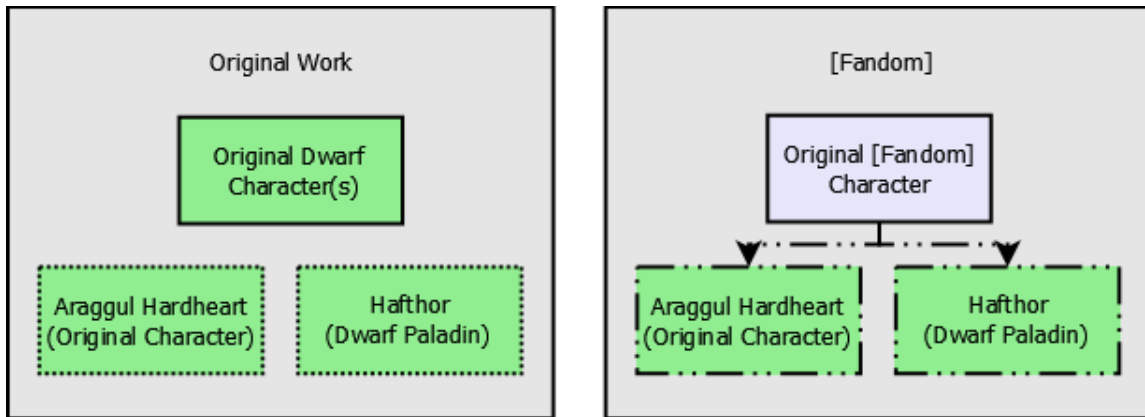 Original Work
Original Dwarf
Character(s)
Araggul Hardheart
(Original Character)
Hafthor
(Dwarf Paladin)
[Fandom]
Original [Fandom]
Character
Araggul Hardheart
(Original Character)
Hafthor
(Dwarf Paladin)